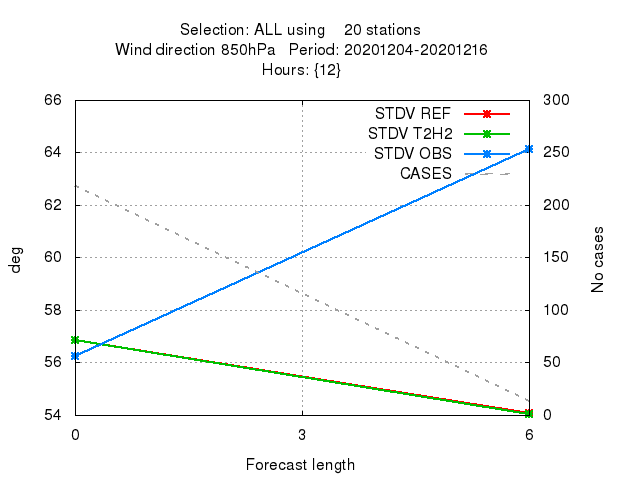 Selection: ALL using 20 stations
Wind direction 850hPa Period: 20201204-20201216
Hours: {12}
66 300
STDV REF
STDV T2H2
64 STDV OBS 250
CASES
62 200
60 150
58 100
56 50
54 0
deg
No cases
0 3 6
Forecast length